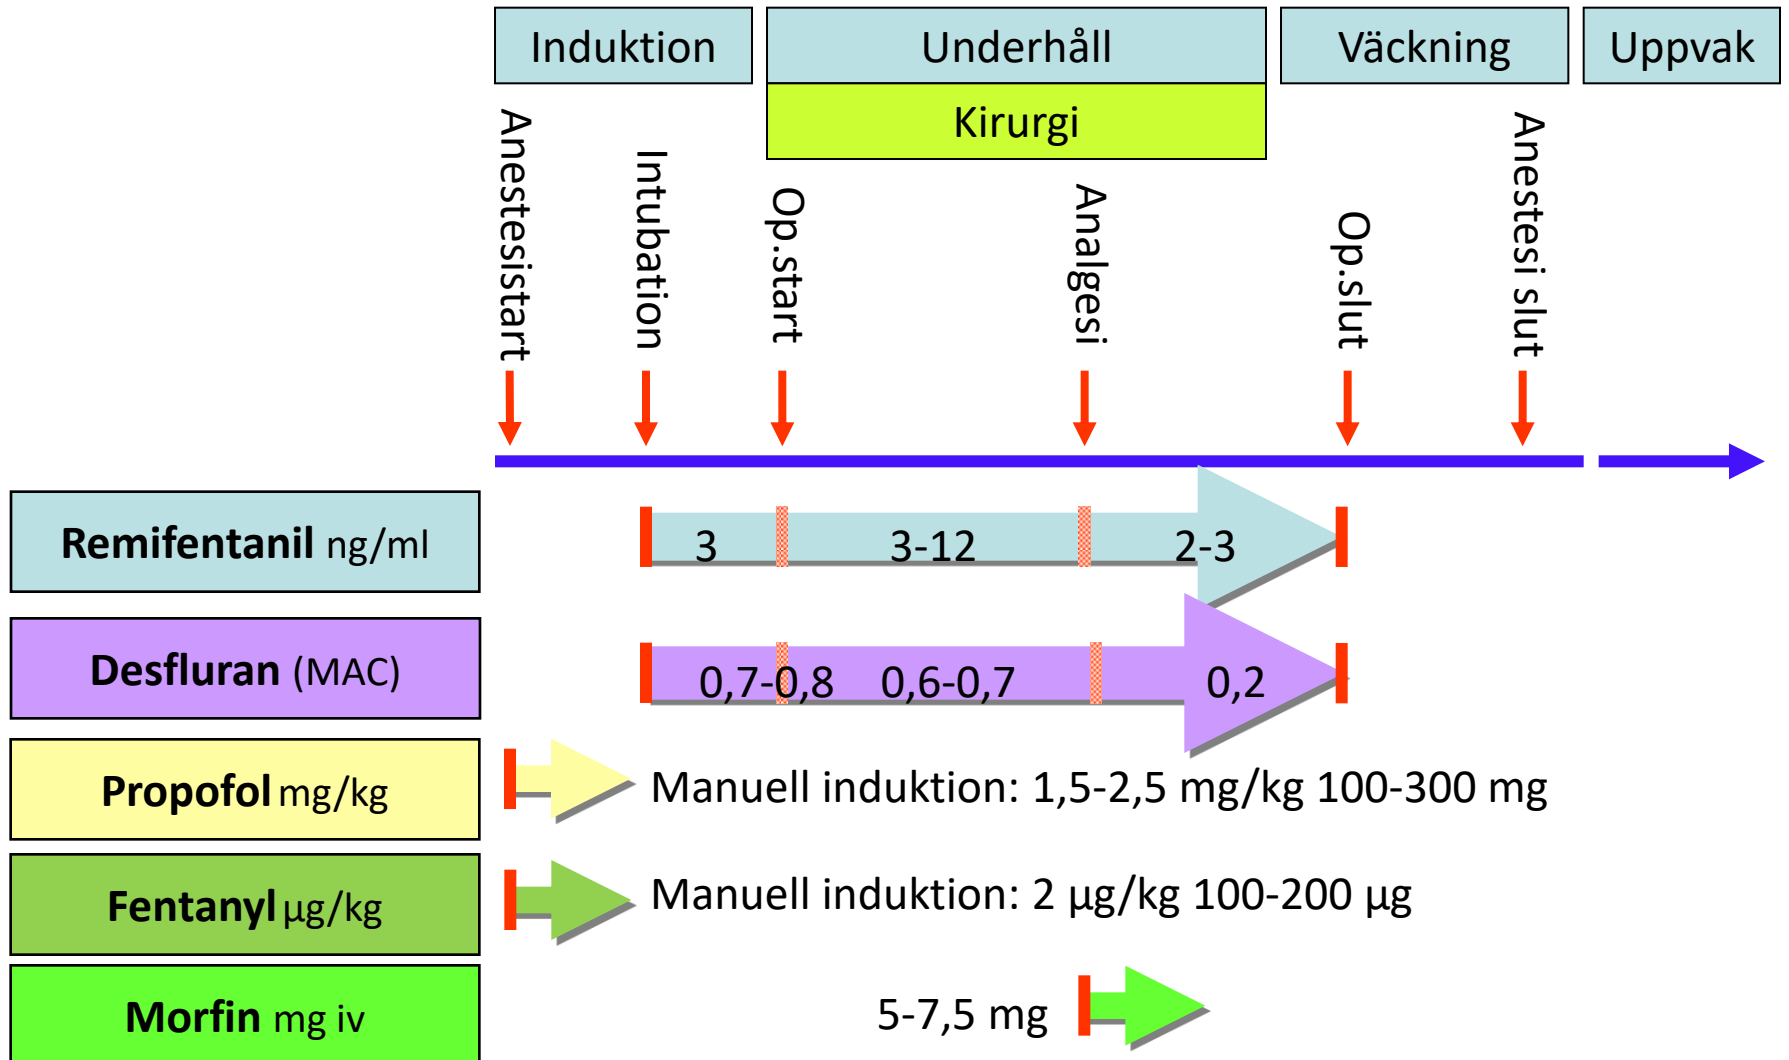 Induktion
Underhåll
Väckning
Uppvak
Kirurgi
Anestesistart
Intubation
Op.start
Analgesi
Op.slut
Anestesi slut
Remifentanil ng/ml
3
3-12
2-3
Desfluran (MAC)
0,7-0,8
0,6-0,7
0,2
Propofol mg/kg
Manuell induktion: 1,5-2,5 mg/kg 100-300 mg
Fentanyl µg/kg
Manuell induktion: 2 µg/kg 100-200 µg
Morfin mg iv
5-7,5 mg